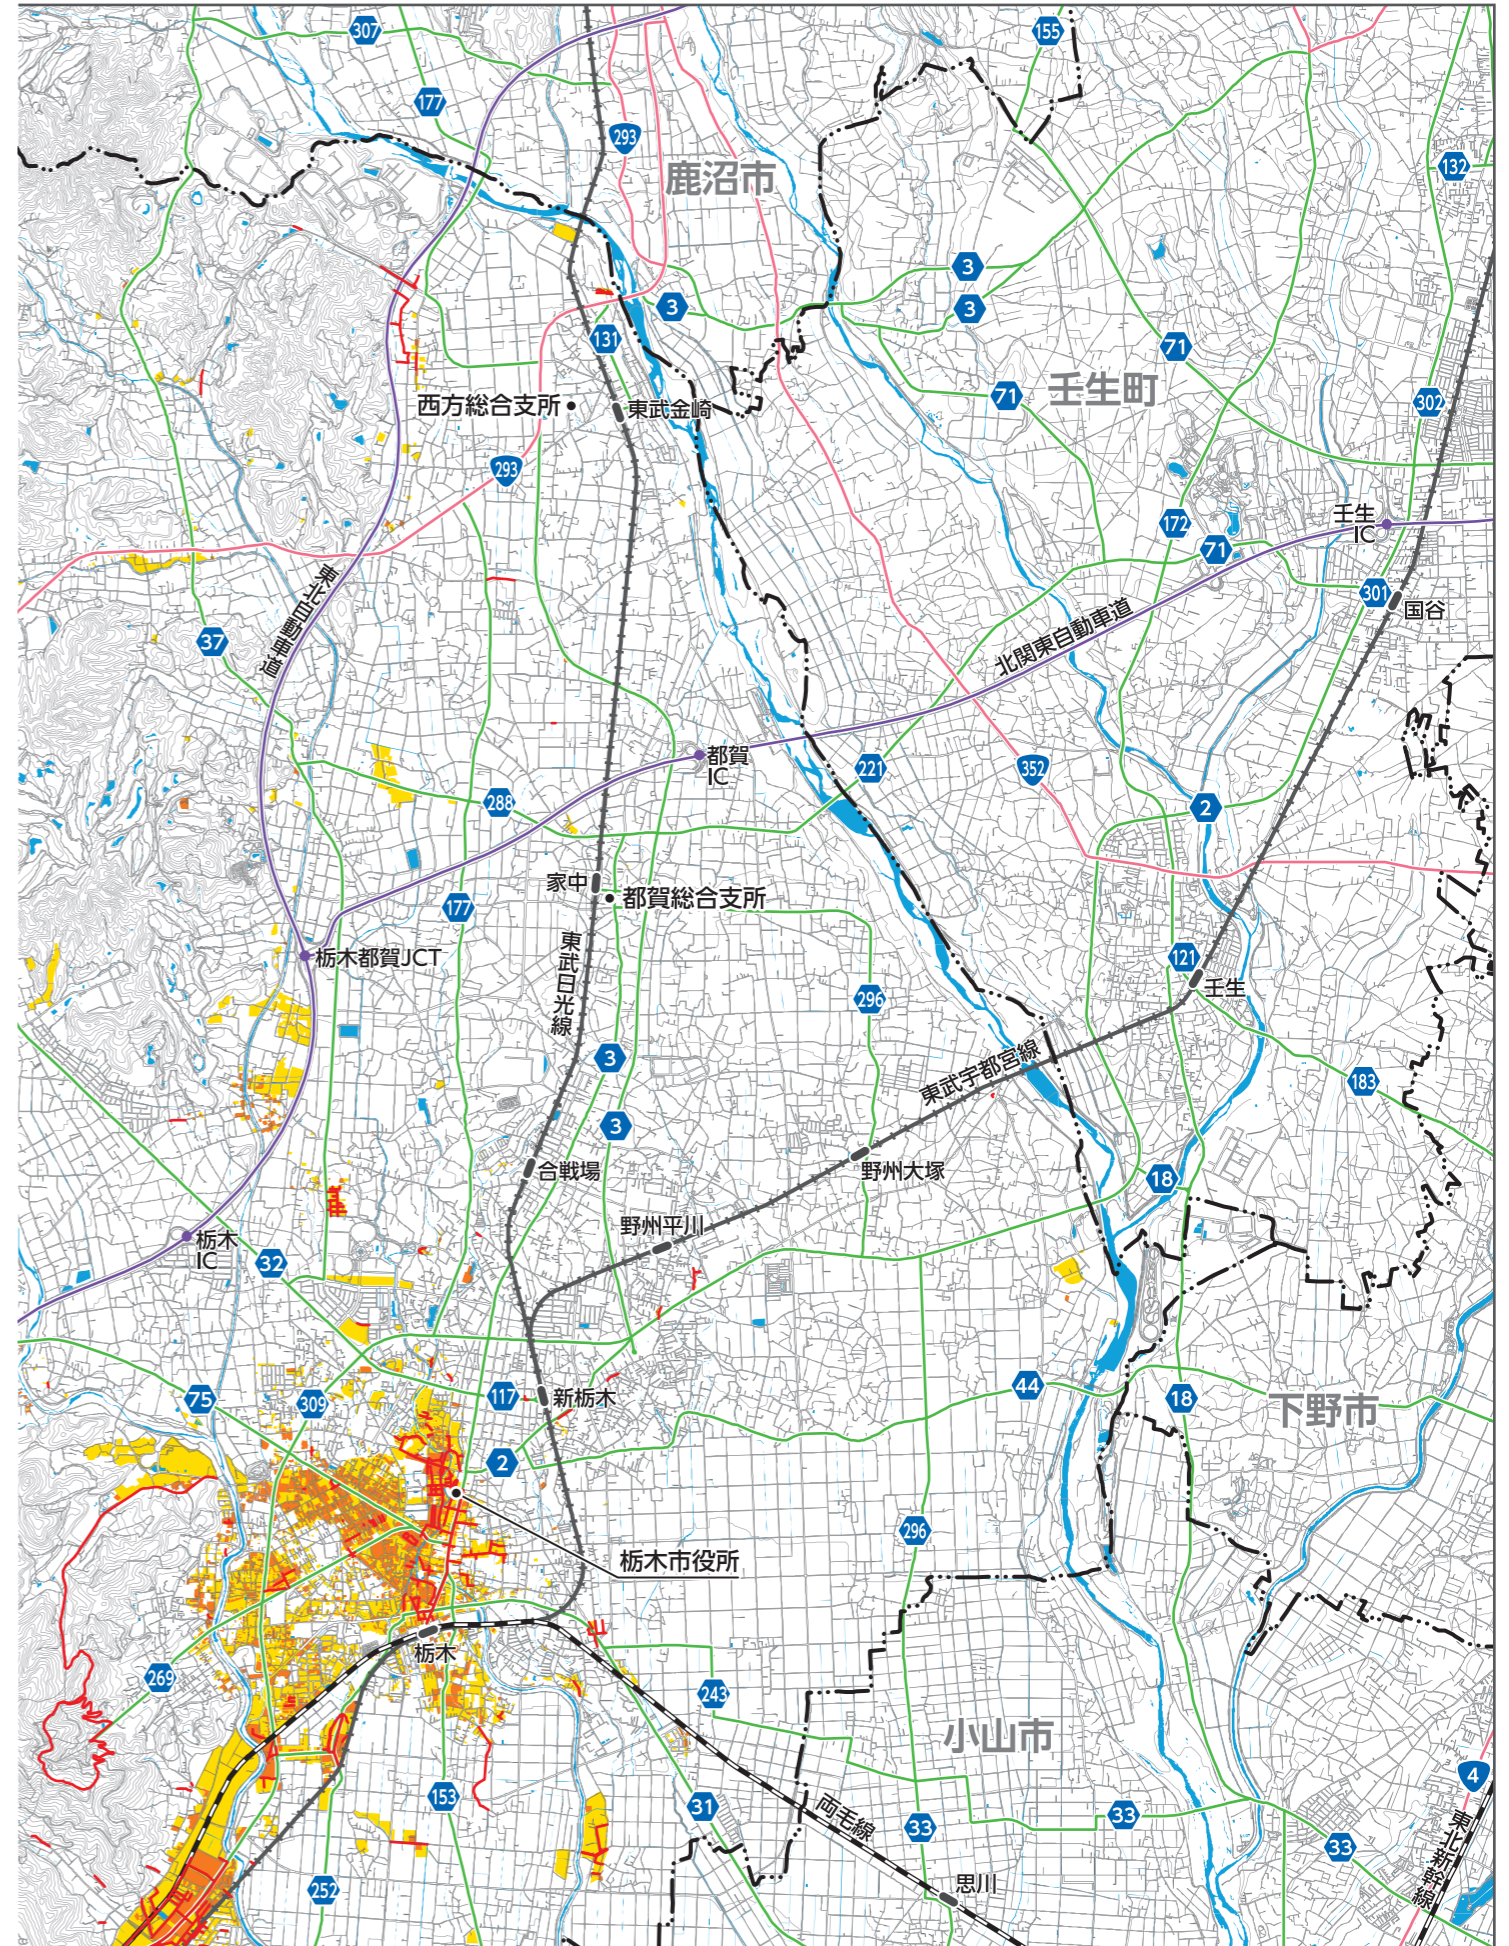 307
155
177
293
132
鹿沼市
3
3
3
131
71
71
壬生町
302
西方総合支所
東武金崎
293
172
壬生
IC
71
301
国谷
東北自動車道
37
北関東自動車道
都賀
IC
221
352
288
2
家中
都賀総合支所
177
東武日光線
栃木都賀JCT
121
壬生
296
3
東武宇都宮線
183
3
合戦場
野州大塚
18
野州平川
栃木
IC
32
75
309
117
新栃木
44
18
下野市
2
296
栃木市役所
栃木
269
243
小山市
4
153
31
両毛線
33
33
33
東北新幹線
252
思川